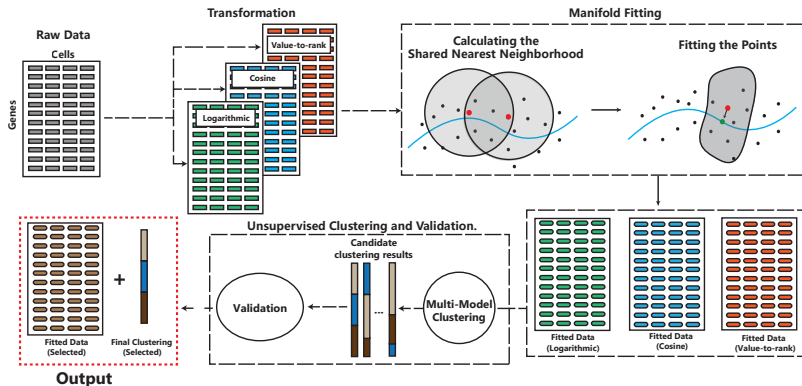 Transformation
Manifold Fitting
Raw Data
Cells
Genes
Value-to-rank
Cosine
Logarithmic
Calculating the
Shared Nearest Neighborhood
Fitting the Points
Unsupervised Clustering and Validation.
Candidate
clustering results
Validation
...
Multi-Model
Clustering
+
Fitted Data
(Selected)
Final Clustering
(Selected)
Output
Fitted Data
(Logarithmic)
Fitted Data
(Cosine)
Fitted Data
(Value-to-rank)